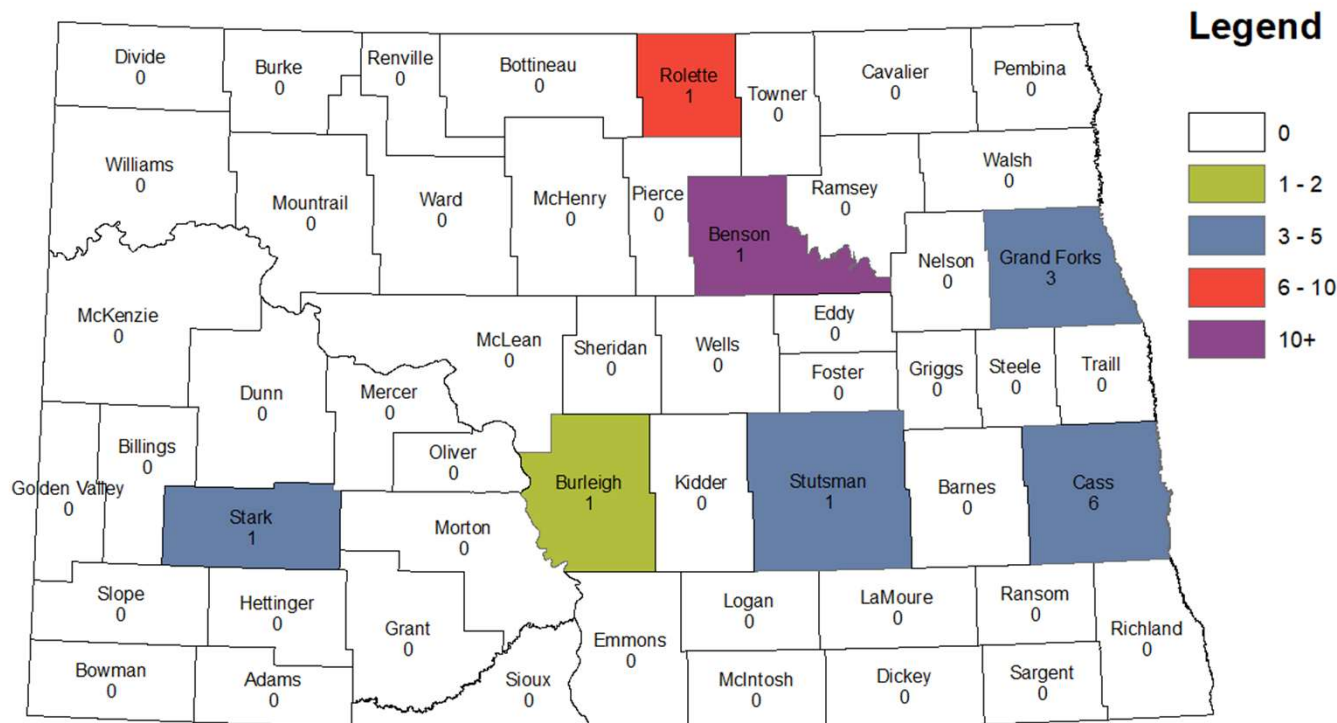 Legend
0
1 - 2
3 - 5
6 - 10
10+
Divide
0
Burke
0
Renville
0
Bottineau
0
Rolette
1
Towner
0
Cavalier
0
Pembina
0
Williams
0
Mountrail
0
Ward
0
McHenry
0
Pierce
0
Benson
1
Ramsey
0
Walsh
0
Nelson
0
Grand Forks
3
McKenzie
0
Dunn
0
Mercer
0
McLean
0
Sheridan
0
Wells
0
Eddy
0
Foster
0
Griggs
0
Steele
0
Traill
0
Golden Valley
0
Billings
0
Stark
1
Oliver
0
Morton
0
Burleigh
1
Kidder
0
Stutsman
1
Barnes
0
Cass
6
Slope
0
Hettinger
0
Grant
0
Bowman
0
Adams
0
Sioux
0
Emmons
0
Logan
0
LaMoure
0
Ransom
0
Richland
0
McIntosh
0
Dickey
0
Sargent
0